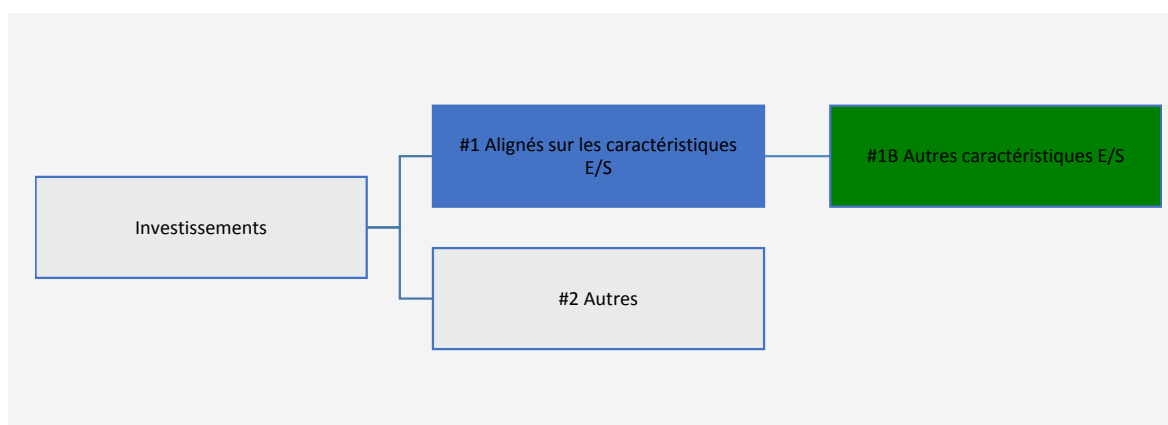 #1 Alignés sur les caractéristiques
E/S
#1B Autres caractéristiques E/S
Investissements
#2 Autres